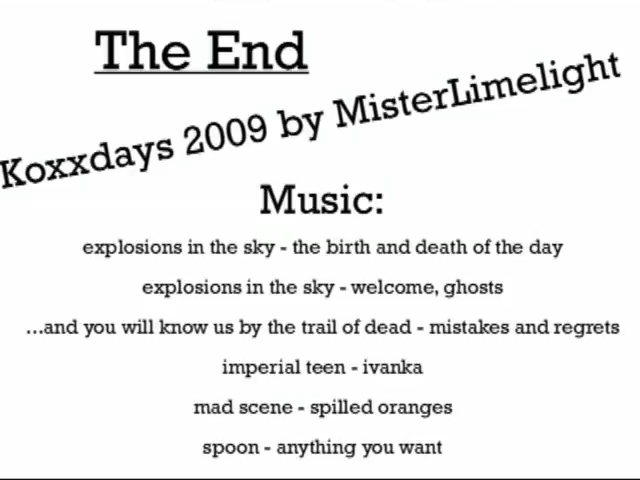 The End
Koxxdays 2009 by MisterLimelight
Music:
explosions in the sky - the birth and death of the day
explosions in the sky - welcome, ghosts
...and you will know us by the trail of dead - mistakes and regrets
imperial teen - ivanka
mad scene - spilled oranges
spoon - anything you want